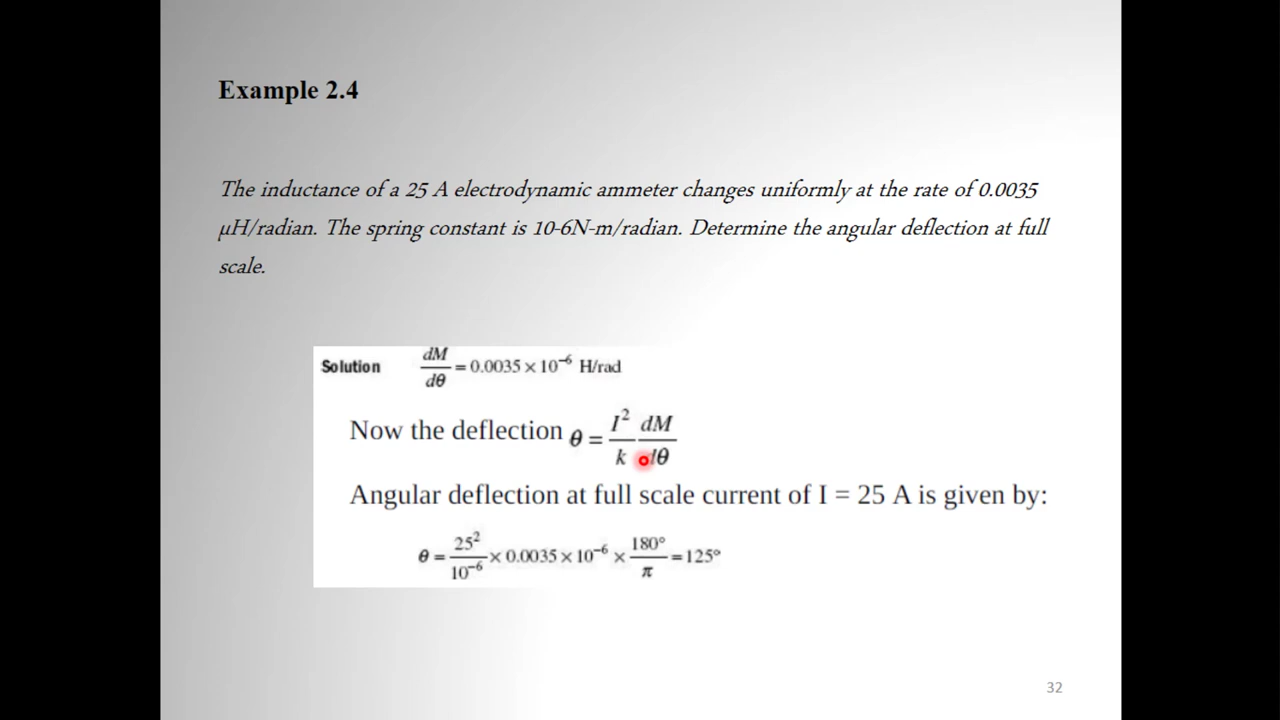 Example 2.4
The inductance of a 25 A electrodynamic ammeter changes uniformly at the rate of 0.0035
μH/radian. The spring constant is 10-6N-m/radian. Determine the angular deflection at full
scale.
Solution dM/dθ = 0.0035 × 10⁻⁶ H/rad
Now the deflection θ = I²/k dM/dθ
Angular deflection at full scale current of I = 25 A is given by:
θ = 25²/10⁻⁶ × 0.0035 × 10⁻⁶ × 180°/π = 125°
32